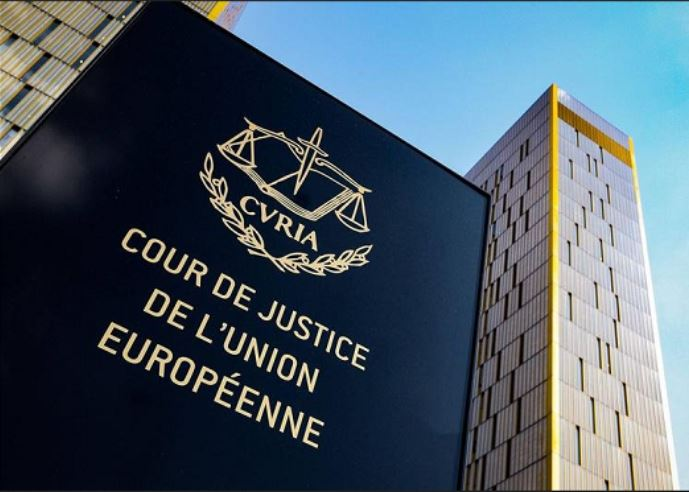 CVRIA
COUR DE JUSTICE
DE L'UNION
EUROPÉENNE